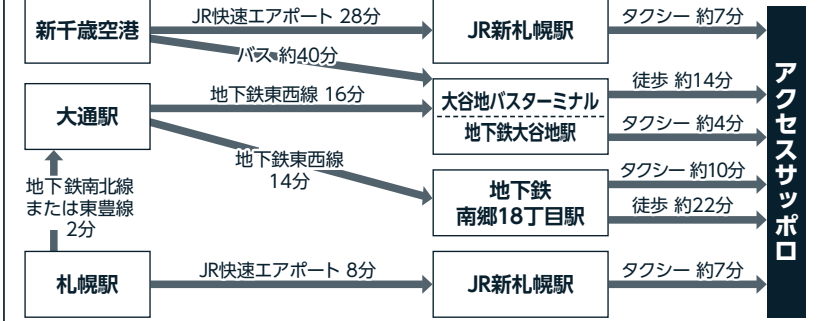 新千歳空港
JR快速エアポート 28分
JR新札幌駅
タクシー 約7分
バス 約40分
大通駅
地下鉄東西線 16分
大谷地バスターミナル
地下鉄大谷地駅
徒歩 約14分
タクシー 約4分
地下鉄東西線
14分
地下鉄
南郷18丁目駅
タクシー 約10分
徒歩 約22分
地下鉄南北線
または東豊線
2分
札幌駅
JR快速エアポート 8分
JR新札幌駅
タクシー 約7分
アクセスサッポロ